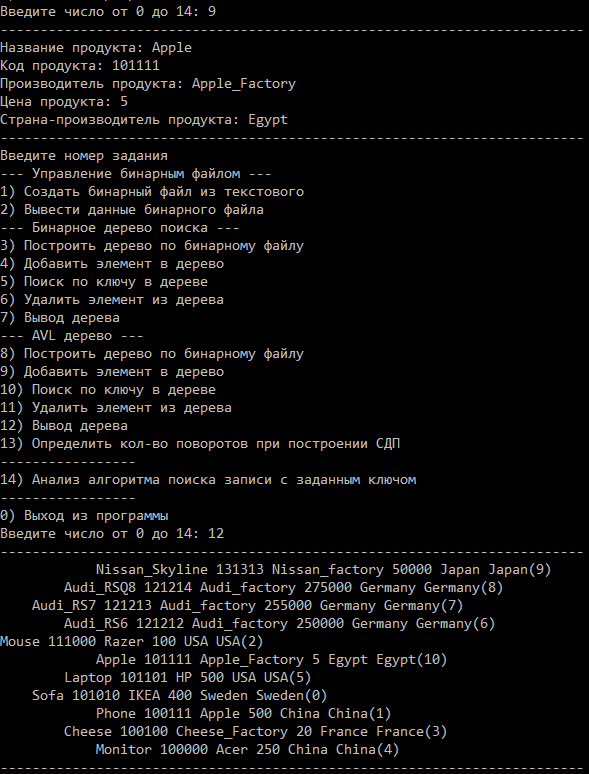 Введите число от 0 до 14: 9
--------------------------------------------------------------------------
Название продукта: Apple
Код продукта: 101111
Производитель продукта: Apple_Factory
Цена продукта: 5
Страна-производитель продукта: Egypt
--------------------------------------------------------------------------
Введите номер задания
--- Управление бинарным файлом ---
1) Создать бинарный файл из текстового
2) Вывести данные бинарного файла
--- Бинарное дерево поиска ---
3) Построить дерево по бинарному файлу
4) Добавить элемент в дерево
5) Поиск по ключу в дереве
6) Удалить элемент из дерева
7) Вывод дерева
--- AVL дерево ---
8) Построить дерево по бинарному файлу
9) Добавить элемент в дерево
10) Поиск по ключу в дереве
11) Удалить элемент из дерева
12) Вывод дерева
13) Определить кол-во поворотов при построении СДП
-----------------
14) Анализ алгоритма поиска записи с заданным ключом
-----------------
0) Выход из программы
Введите число от 0 до 14: 12
--------------------------------------------------------------------------
Nissan_Skyline 131313 Nissan_factory 50000 Japan Japan(9)
Audi_RSQ8 121214 Audi_factory 275000 Germany Germany(8)
Audi_RS7 121213 Audi_factory 255000 Germany Germany(7)
Audi_RS6 121212 Audi_factory 250000 Germany Germany(6)
Mouse 111000 Razer 100 USA USA(2)
Apple 101111 Apple_Factory 5 Egypt Egypt(10)
Laptop 101101 HP 500 USA USA(5)
Sofa 101010 IKEA 400 Sweden Sweden(0)
Phone 100111 Apple 500 China China(1)
Cheese 100100 Cheese_Factory 20 France France(3)
Monitor 100000 Acer 250 China China(4)
--------------------------------------------------------------------------